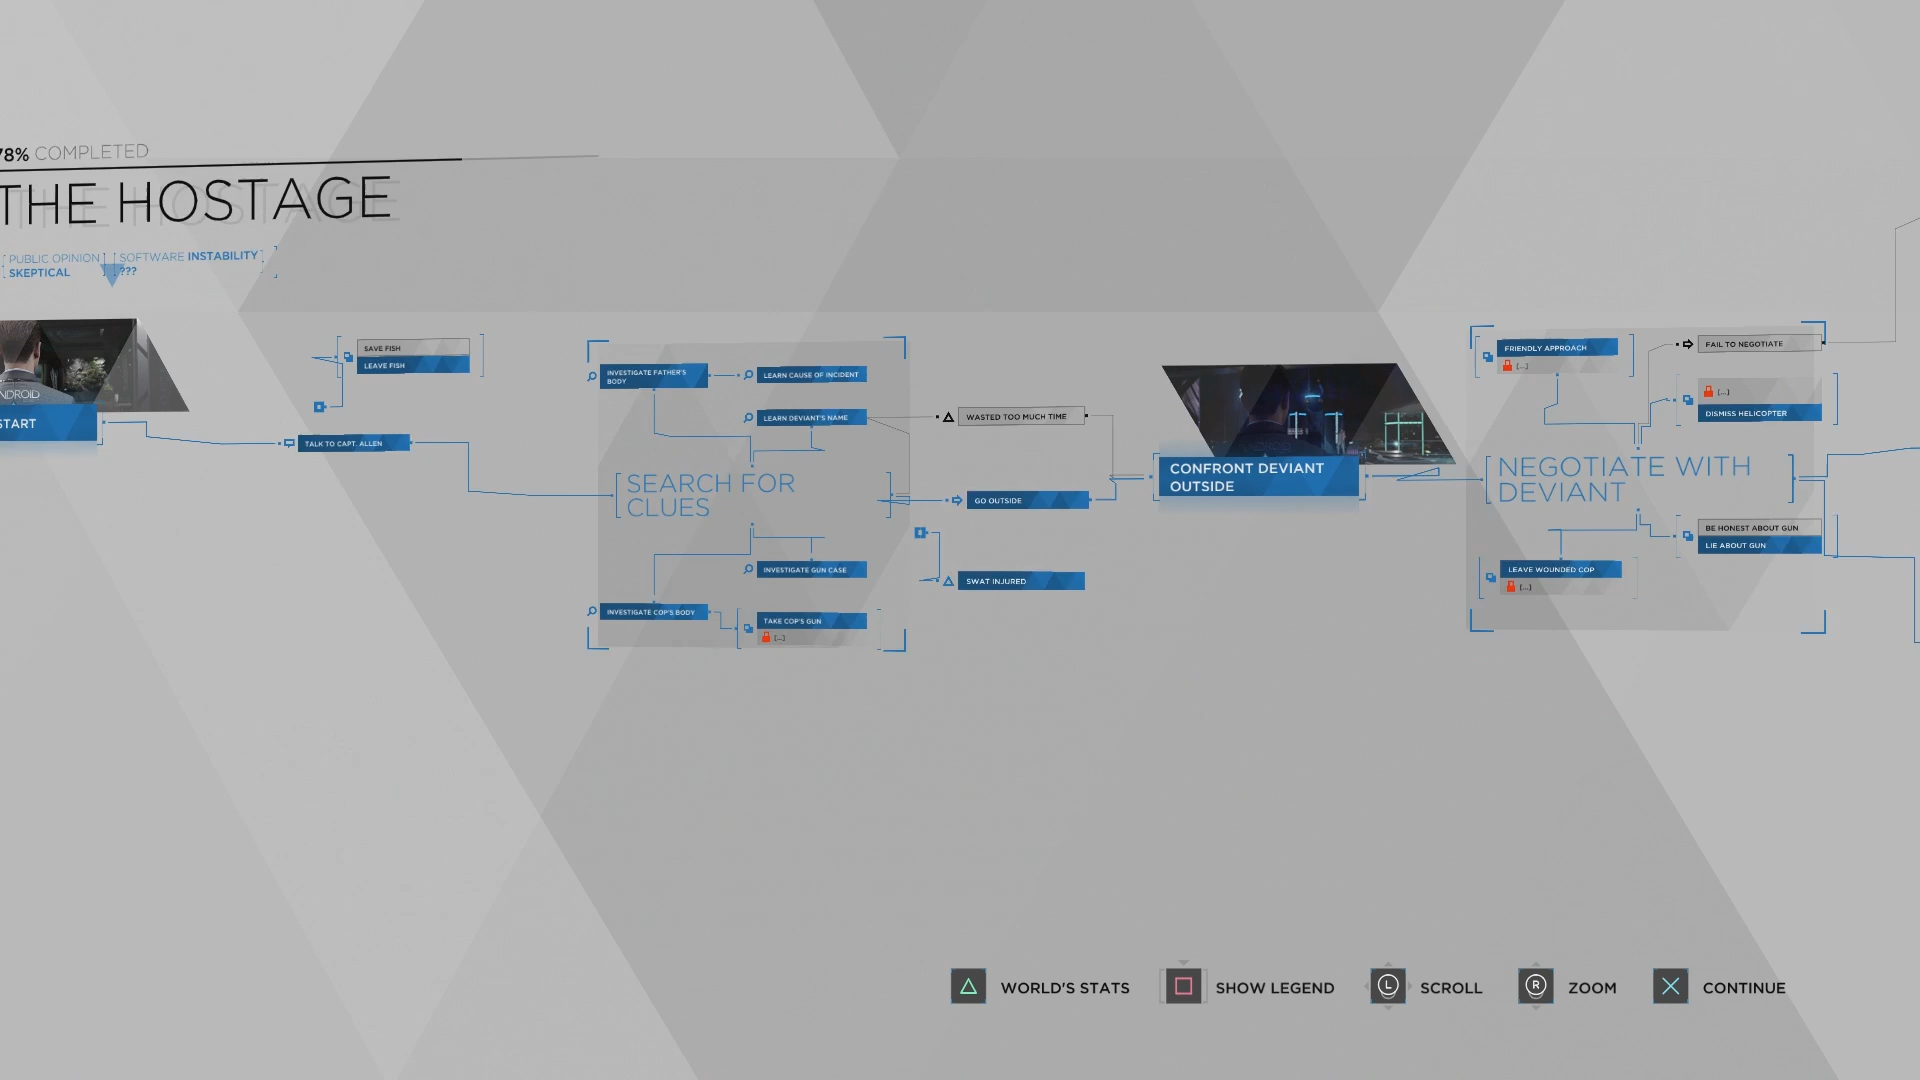 78% COMPLETED
THE HOSTAGE
PUBLIC OPINION
SKEPTICAL
SOFTWARE INSTABILITY
???
NDROID
START
SAVE FISH
LEAVE FISH
TALK TO CAPT. ALLEN
INVESTIGATE FATHER'S
BODY
LEARN CAUSE OF INCIDENT
LEARN DEVIANT'S NAME
SEARCH FOR
CLUES
INVESTIGATE GUN CASE
INVESTIGATE COP'S BODY
TAKE COP'S GUN
[...]
WASTED TOO MUCH TIME
GO OUTSIDE
SWAT INJURED
CONFRONT DEVIANT
OUTSIDE
FRIENDLY APPROACH
[...]
FAIL TO NEGOTIATE
[...]
DISMISS HELICOPTER
NEGOTIATE WITH
DEVIANT
BE HONEST ABOUT GUN
LIE ABOUT GUN
LEAVE WOUNDED COP
[...]
WORLD'S STATS
SHOW LEGEND
L SCROLL
R ZOOM
CONTINUE